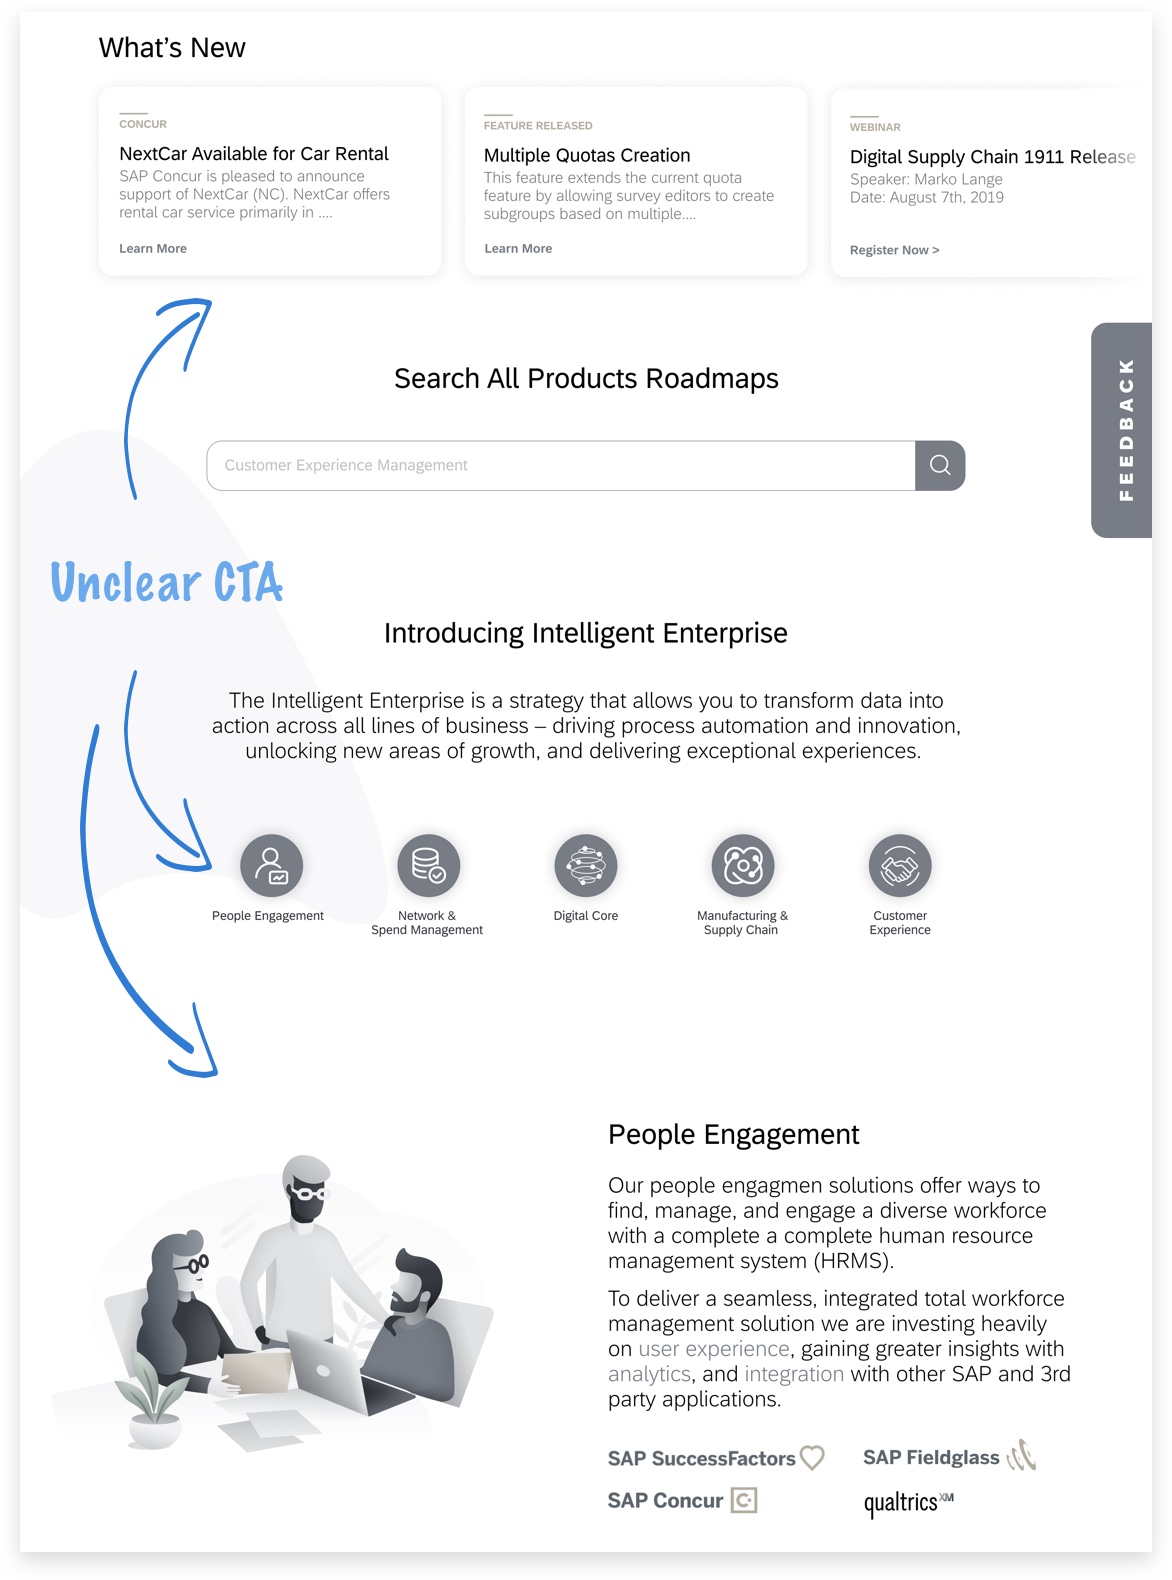 What's New
CONCUR
NextCar Available for Car Rental
SAP Concur is pleased to announce
support of NextCar (NC). NextCar offers
rental car service primarily in ....
Learn More
FEATURE RELEASED
Multiple Quotas Creation
This feature extends the current quota
feature by allowing survey editors to create
subgroups based on multiple....
Learn More
WEBINAR
Digital Supply Chain 1911 Release
Speaker: Marko Lange
Date: August 7th, 2019
Register Now >
FEEDBACK
Search All Products Roadmaps
Customer Experience Management
Unclear CTA
Introducing Intelligent Enterprise
The Intelligent Enterprise is a strategy that allows you to transform data into
action across all lines of business – driving process automation and innovation,
unlocking new areas of growth, and delivering exceptional experiences.
People Engagement
Network &
Spend Management
Digital Core
Manufacturing &
Supply Chain
Customer
Experience
People Engagement
Our people engagmen solutions offer ways to
find, manage, and engage a diverse workforce
with a complete a complete human resource
management system (HRMS).
To deliver a seamless, integrated total workforce
management solution we are investing heavily
on user experience, gaining greater insights with
analytics, and integration with other SAP and 3rd
party applications.
SAP SuccessFactors
SAP Fieldglass
SAP Concur C
qualtrics XM